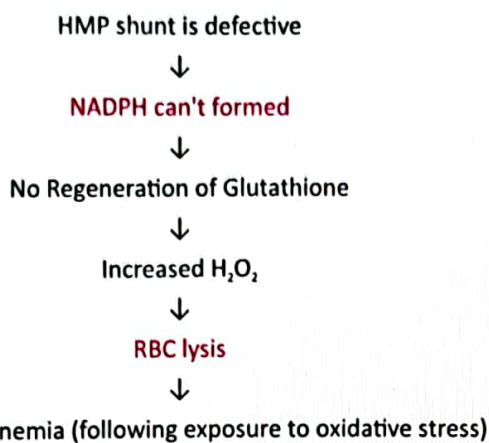 HMP shunt is defective
↓
NADPH can't formed
↓
No Regeneration of Glutathione
↓
Increased H₂O₂
↓
RBC lysis
↓
nemia (following exposure to oxidative stress)